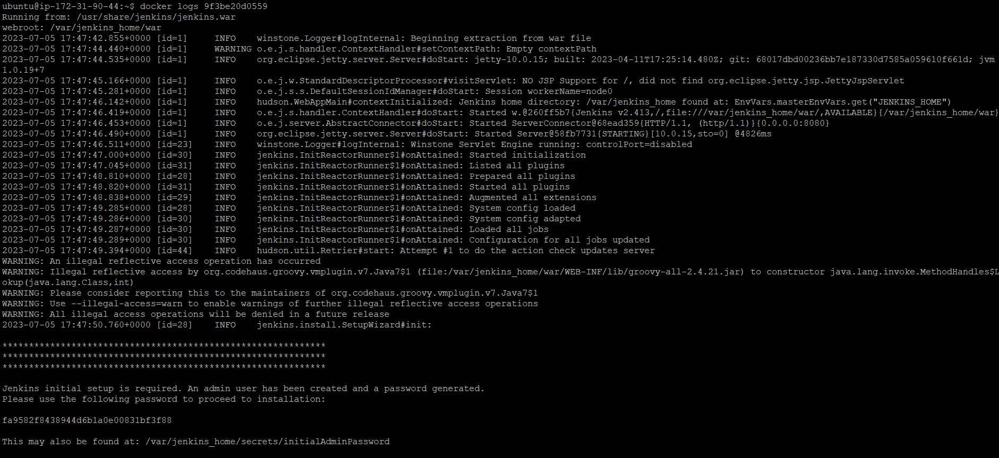 ubuntu@ip-172-31-90-44:~$ docker logs 9f3be20d0559
Running from: /usr/share/jenkins/jenkins.war
webroot: /var/jenkins_home/war
2023-07-05 17:47:42.855+0000 [id=1]     INFO    winstone.Logger#logInternal: Beginning extraction from war file
2023-07-05 17:47:44.440+0000 [id=1]     WARNING o.e.j.s.handler.ContextHandler#setContextPath: Empty contextPath
2023-07-05 17:47:44.535+0000 [id=1]     INFO    org.eclipse.jetty.server.Server#doStart: jetty-10.0.15; built: 2023-04-11T17:25:14.480Z; git: 68017dbd00236bb7e187330d7585a059610f661d; jvm
1.0.19+7
2023-07-05 17:47:45.166+0000 [id=1]     INFO    o.e.j.w.StandardDescriptorProcessor#visitServlet: NO JSP Support for /, did not find org.eclipse.jetty.jsp.JettyJspServlet
2023-07-05 17:47:45.281+0000 [id=1]     INFO    o.e.j.s.s.DefaultSessionIdManager#doStart: Session workerName=node0
2023-07-05 17:47:46.142+0000 [id=1]     INFO    hudson.WebAppMain#contextInitialized: Jenkins home directory: /var/jenkins_home found at: EnvVars.masterEnvVars.get("JENKINS_HOME")
2023-07-05 17:47:46.419+0000 [id=1]     INFO    o.e.j.s.handler.ContextHandler#doStart: Started w.@260ff5b7{Jenkins v2.413,/,file:///var/jenkins_home/war/,AVAILABLE}{/var/jenkins_home/war}
2023-07-05 17:47:46.453+0000 [id=1]     INFO    o.e.j.server.AbstractConnector#doStart: Started ServerConnector@68ead359{HTTP/1.1, (http/1.1)}{0.0.0.0:8080}
2023-07-05 17:47:46.490+0000 [id=1]     INFO    org.eclipse.jetty.server.Server#doStart: Started Server@58fb7731{STARTING}[10.0.15,sto=0] @4826ms
2023-07-05 17:47:46.511+0000 [id=23]    INFO    winstone.Logger#logInternal: Winstone Servlet Engine running: controlPort=disabled
2023-07-05 17:47:47.000+0000 [id=30]    INFO    jenkins.InitReactorRunner$1#onAttained: Started initialization
2023-07-05 17:47:47.045+0000 [id=31]    INFO    jenkins.InitReactorRunner$1#onAttained: Listed all plugins
2023-07-05 17:47:48.810+0000 [id=28]    INFO    jenkins.InitReactorRunner$1#onAttained: Prepared all plugins
2023-07-05 17:47:48.820+0000 [id=31]    INFO    jenkins.InitReactorRunner$1#onAttained: Started all plugins
2023-07-05 17:47:48.838+0000 [id=29]    INFO    jenkins.InitReactorRunner$1#onAttained: Augmented all extensions
2023-07-05 17:47:49.285+0000 [id=28]    INFO    jenkins.InitReactorRunner$1#onAttained: System config loaded
2023-07-05 17:47:49.286+0000 [id=30]    INFO    jenkins.InitReactorRunner$1#onAttained: System config adapted
2023-07-05 17:47:49.287+0000 [id=30]    INFO    jenkins.InitReactorRunner$1#onAttained: Loaded all jobs
2023-07-05 17:47:49.289+0000 [id=30]    INFO    jenkins.InitReactorRunner$1#onAttained: Configuration for all jobs updated
2023-07-05 17:47:49.394+0000 [id=44]    INFO    hudson.util.Retrier#start: Attempt #1 to do the action check updates server
WARNING: An illegal reflective access operation has occurred
WARNING: Illegal reflective access by org.codehaus.groovy.vmplugin.v7.Java7$1 (file:/var/jenkins_home/war/WEB-INF/lib/groovy-all-2.4.21.jar) to constructor java.lang.invoke.MethodHandles$L
okup(java.lang.Class,int)
WARNING: Please consider reporting this to the maintainers of org.codehaus.groovy.vmplugin.v7.Java7$1
WARNING: Use --illegal-access=warn to enable warnings of further illegal reflective access operations
WARNING: All illegal access operations will be denied in a future release
2023-07-05 17:47:50.760+0000 [id=28]    INFO    jenkins.install.SetupWizard#init:

*************************************************************
*************************************************************
*************************************************************

Jenkins initial setup is required. An admin user has been created and a password generated.
Please use the following password to proceed to installation:

fa9582f8438944d6b1a0e00831bf3f88

This may also be found at: /var/jenkins_home/secrets/initialAdminPassword